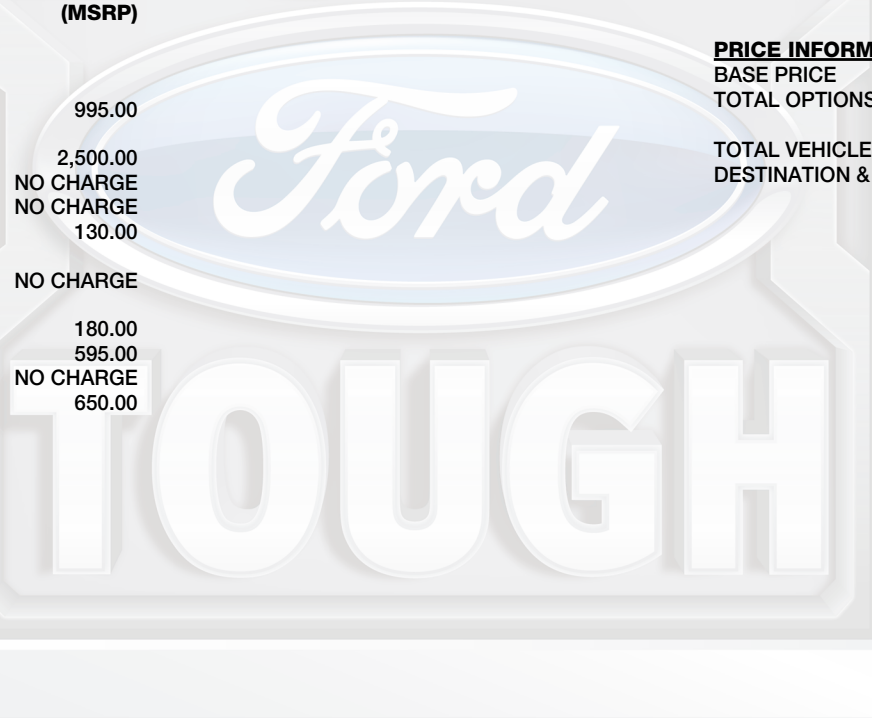 (MSRP)
995.00
2,500.00
NO CHARGE
NO CHARGE
130.00
NO CHARGE
180.00
595.00
NO CHARGE
650.00
PRICE INFORM
BASE PRICE
TOTAL OPTIONS
TOTAL VEHICLE
DESTINATION &
Ford
TOUGH